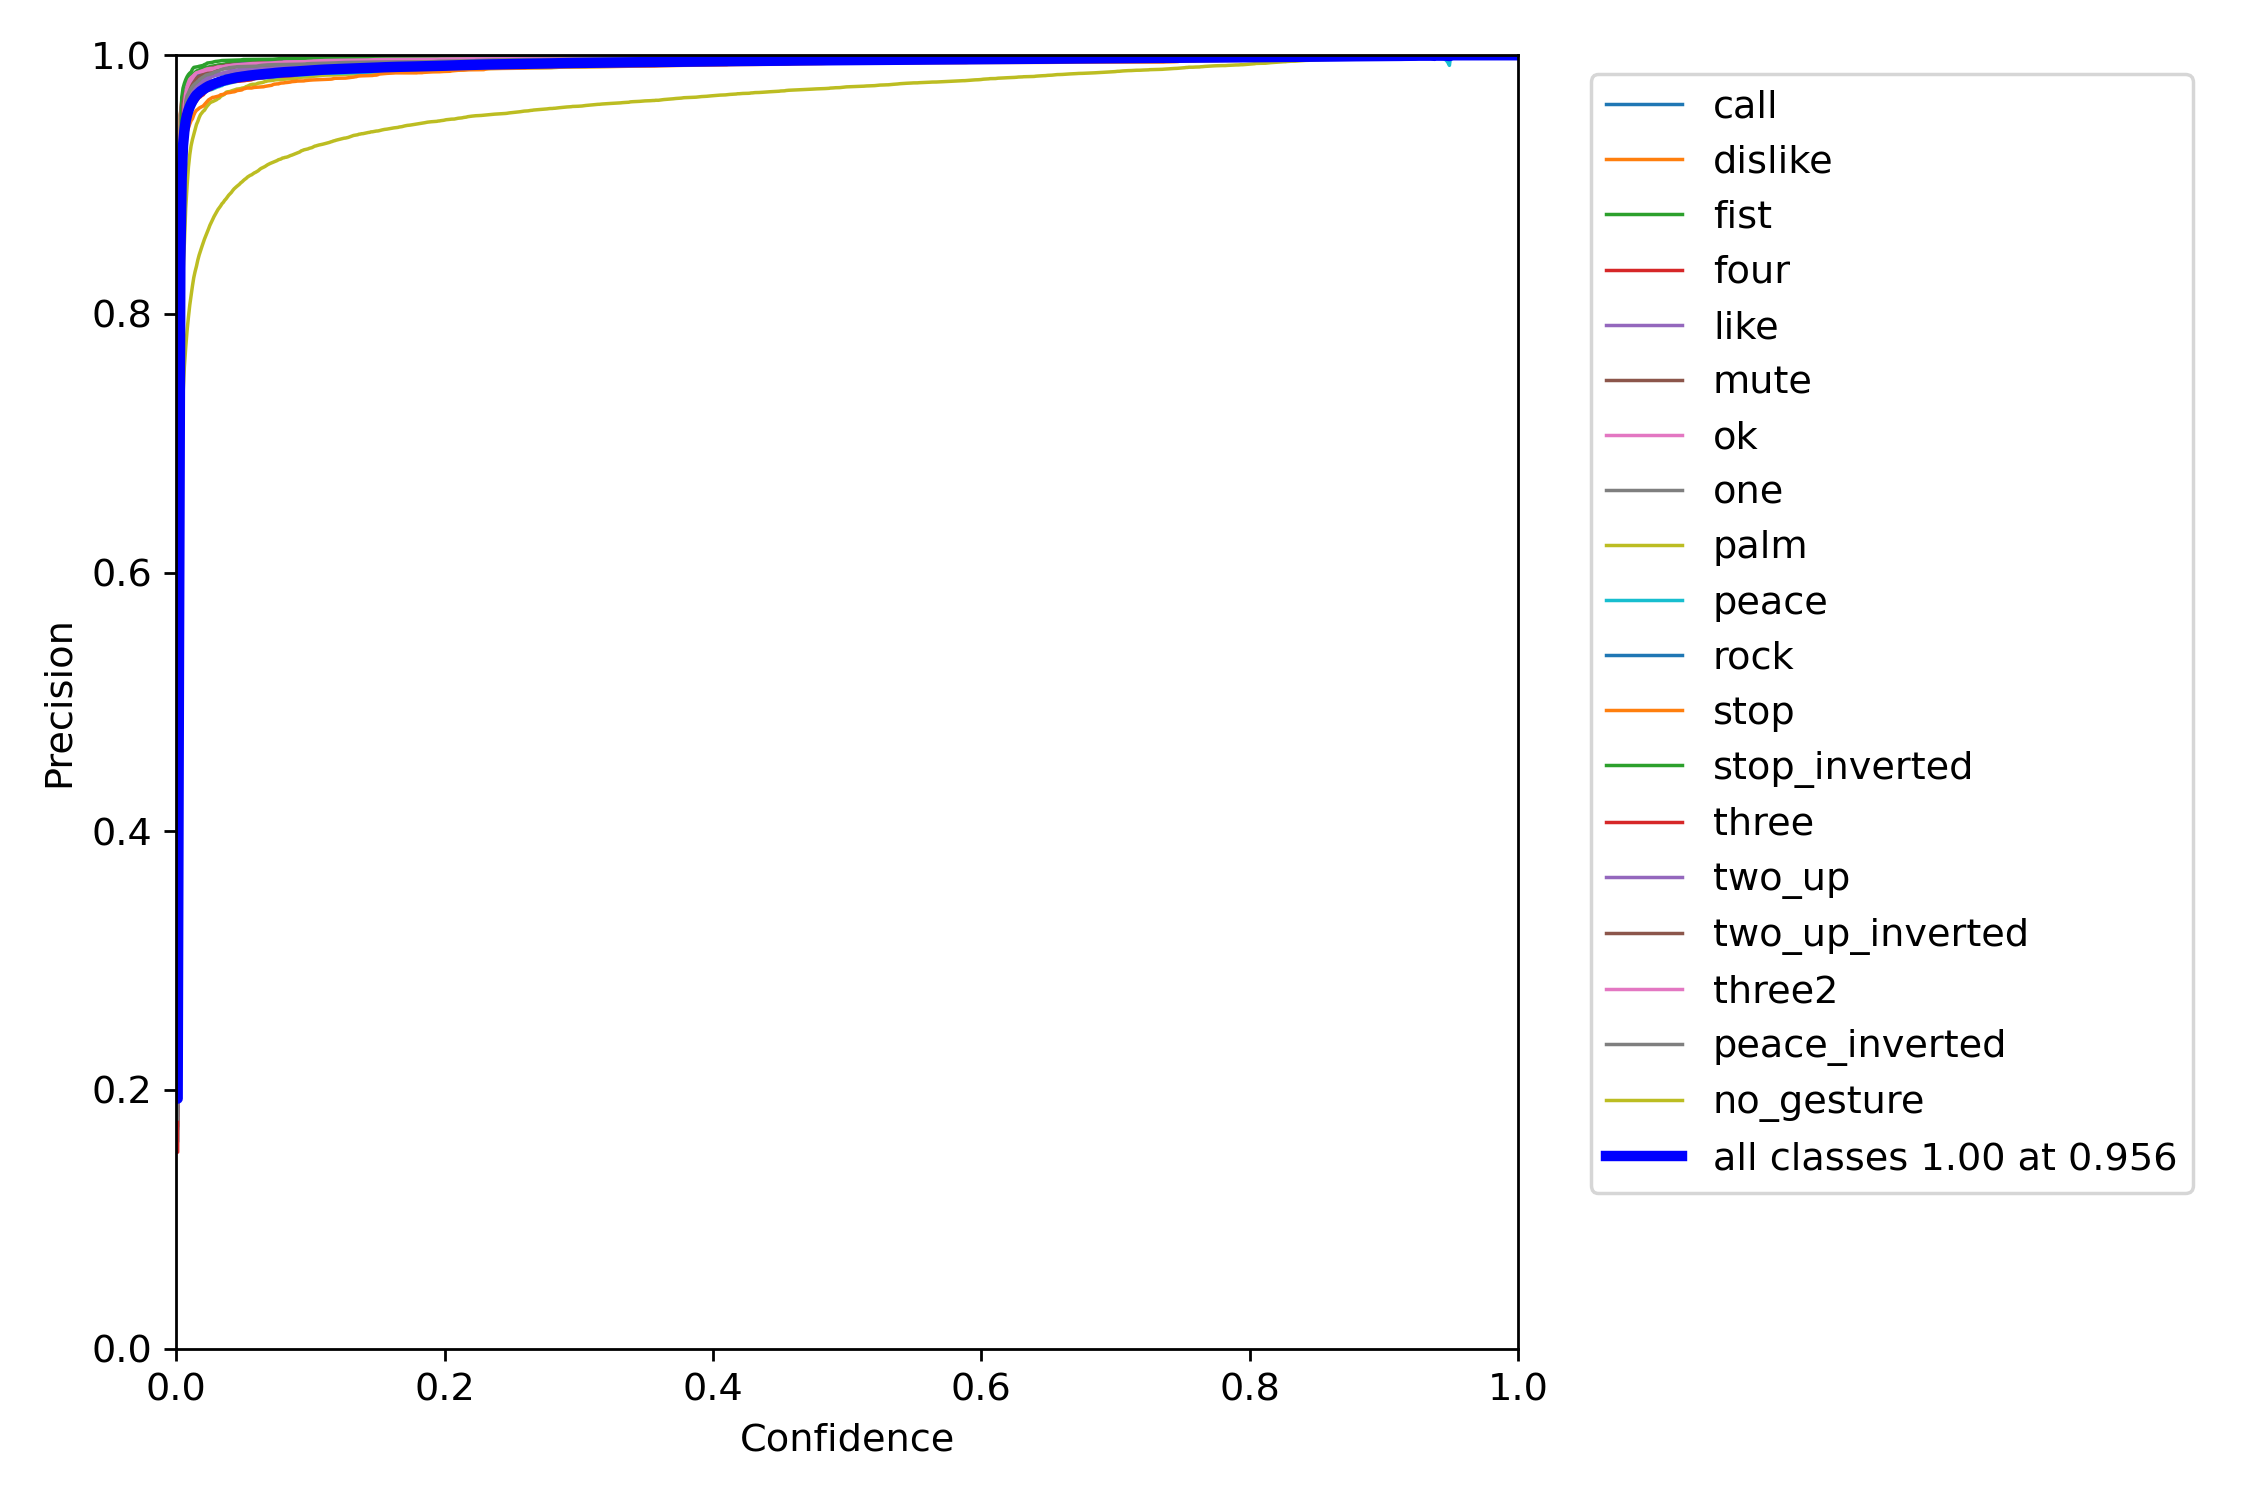 1.0
0.8
0.6
0.4
0.2
0.0
Precision
0.0 0.2 0.4 0.6 0.8 1.0
Confidence
call
dislike
fist
four
like
mute
ok
one
palm
peace
rock
stop
stop_inverted
three
two_up
two_up_inverted
three2
peace_inverted
no_gesture
all classes 1.00 at 0.956